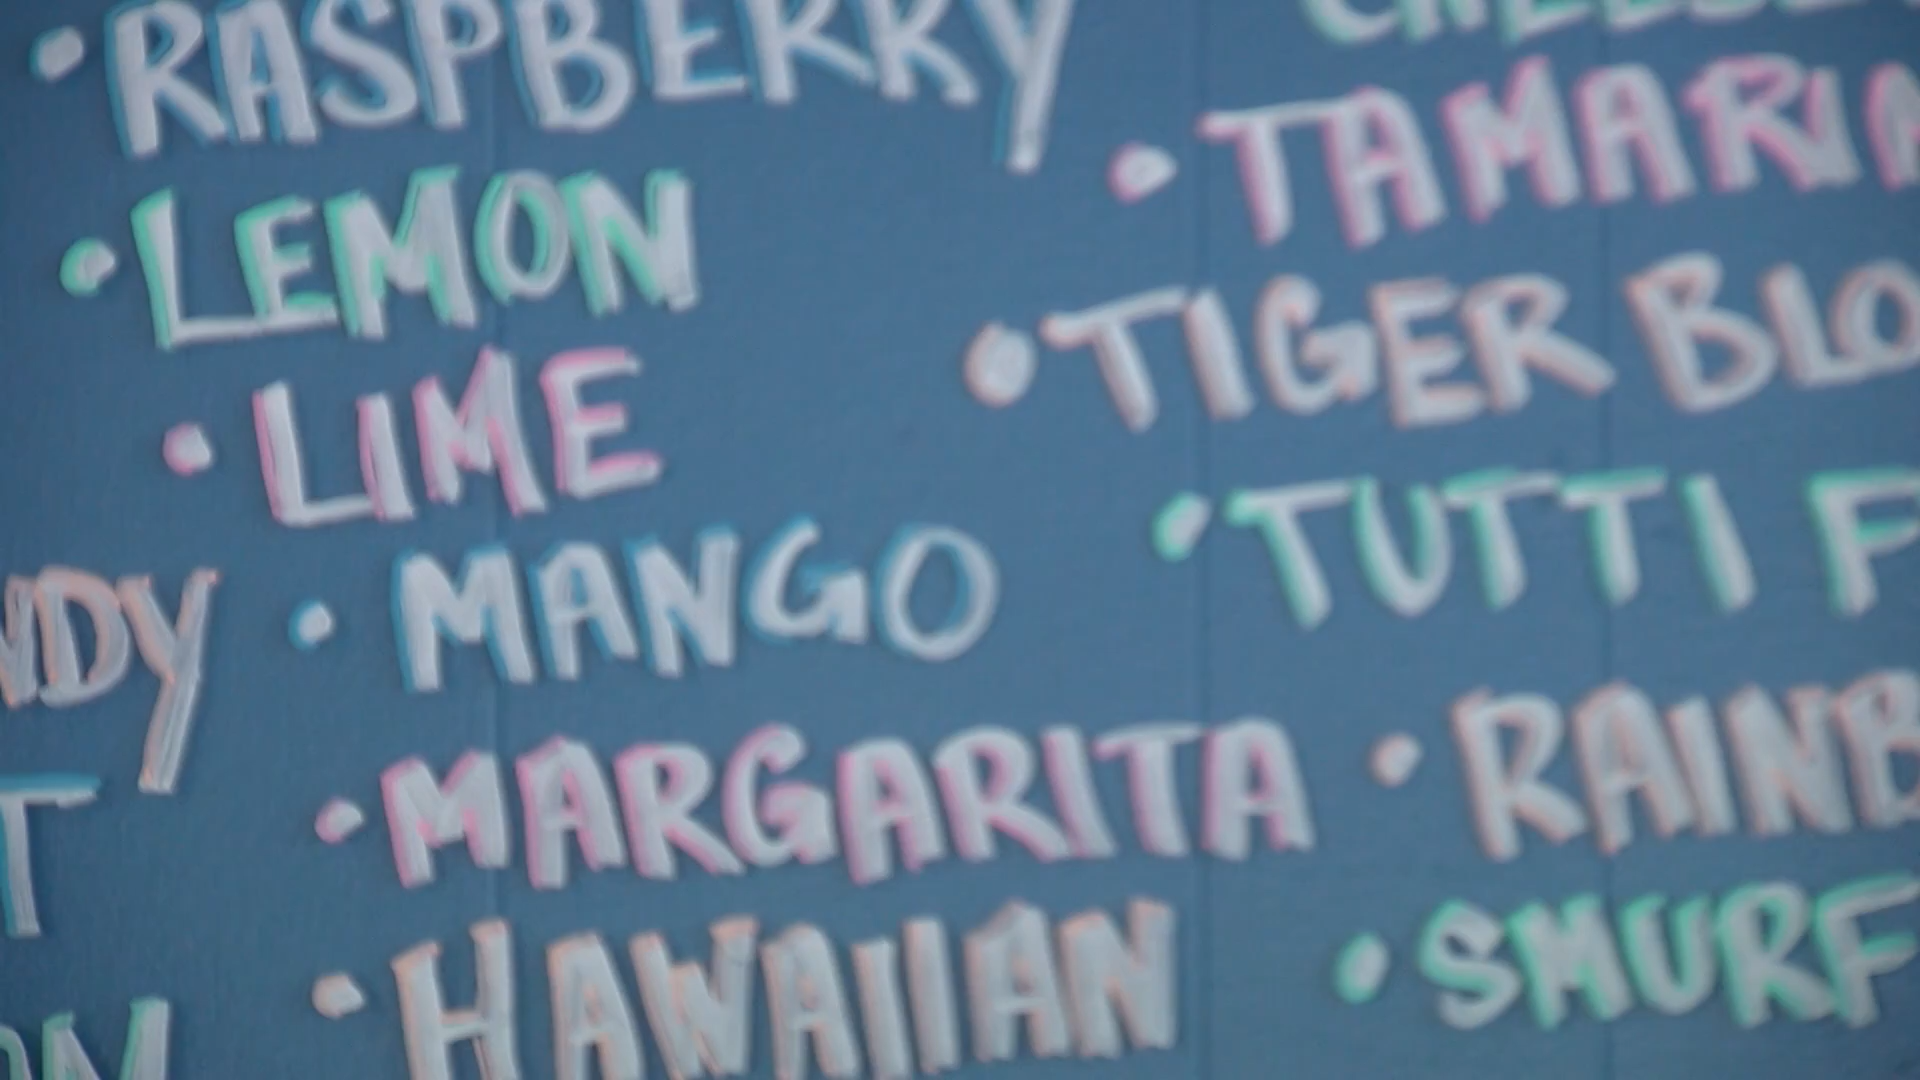 • RASPBERRY
• LEMON
• LIME
• MANGO
• MARGARITA
• HAWAIIAN
• TAMARI
• TIGER BLO
• TUTTI F
• RAINB
• SMURF
NDY
T